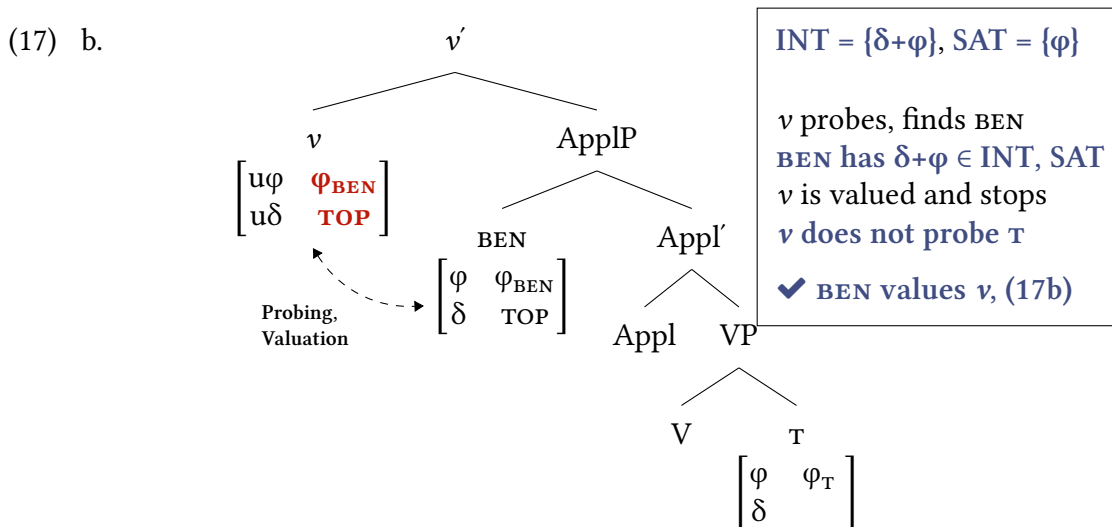 (17) b.
v′
INT = {δ+φ}, SAT = {φ}
v probes, finds BEN
BEN has δ+φ ∈ INT, SAT
v is valued and stops
v does not probe T
✔ BEN values v, (17b)
v ApplP
[uφ φBEN
uδ TOP]
BEN Appl′
[φ φBEN
δ TOP]
Probing,
Valuation
Appl VP
V T
[φ φT
δ ]